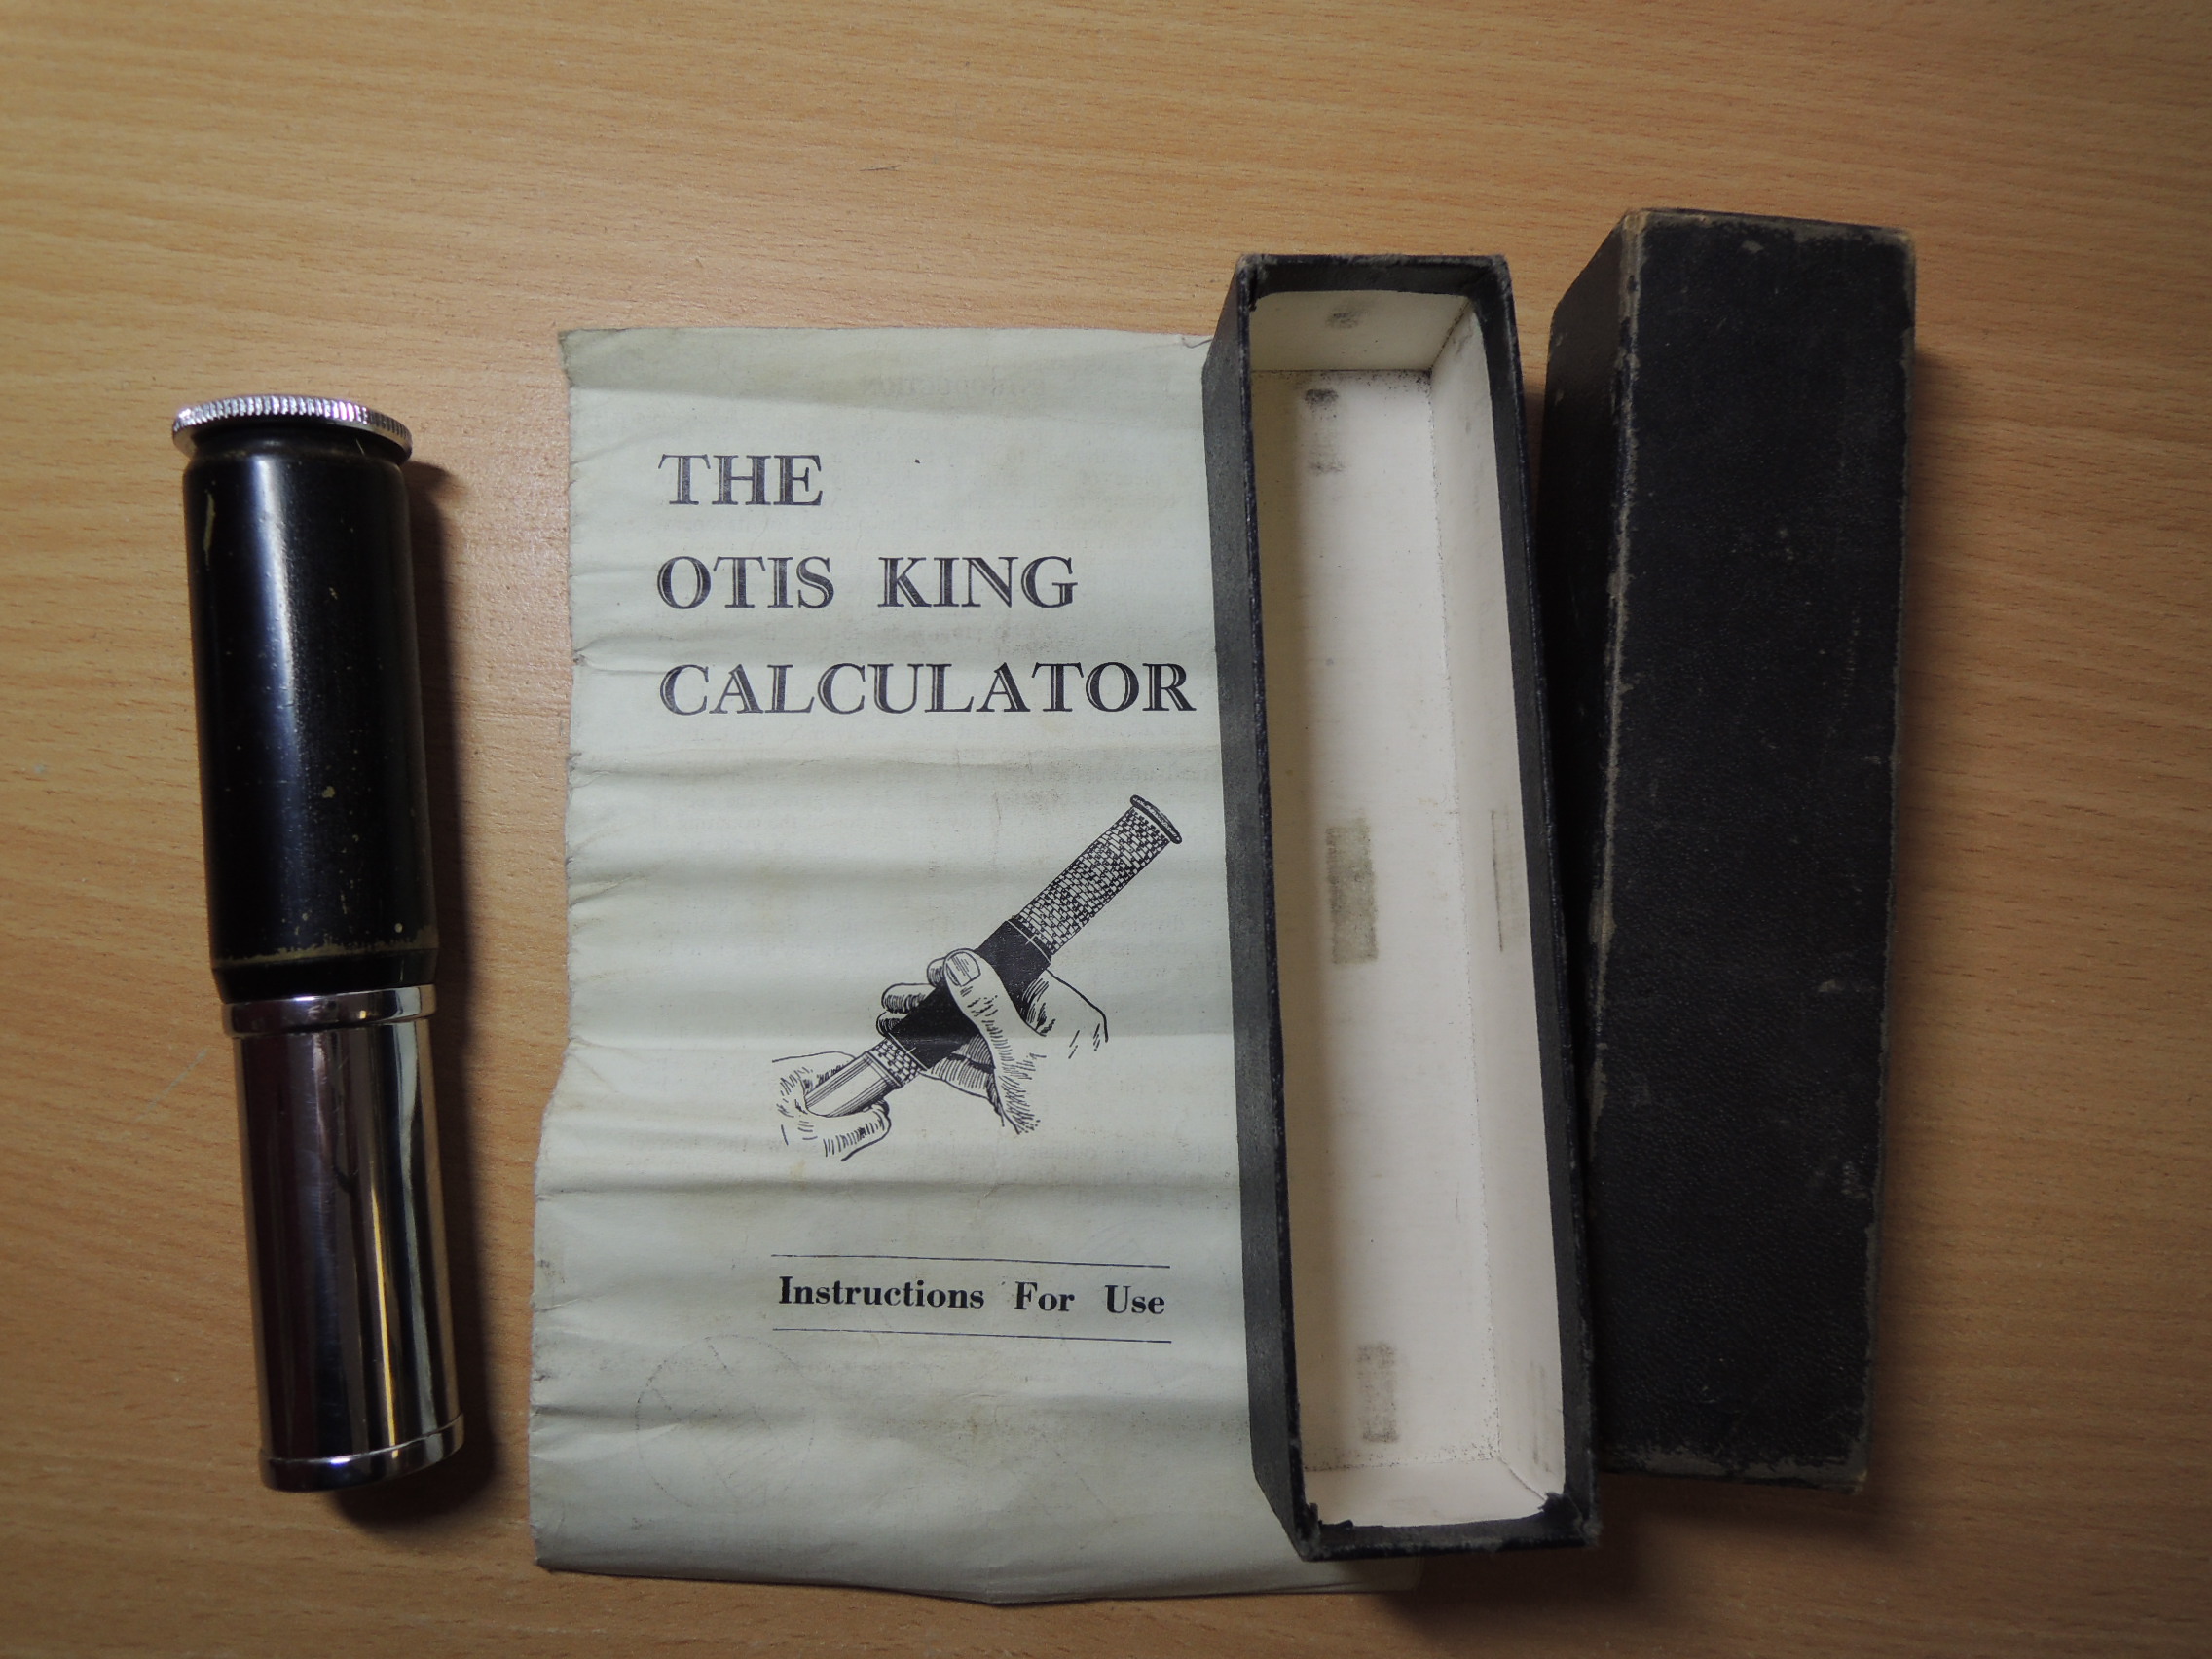 THE
OTIS KING
CALCULATOR
Instructions For Use